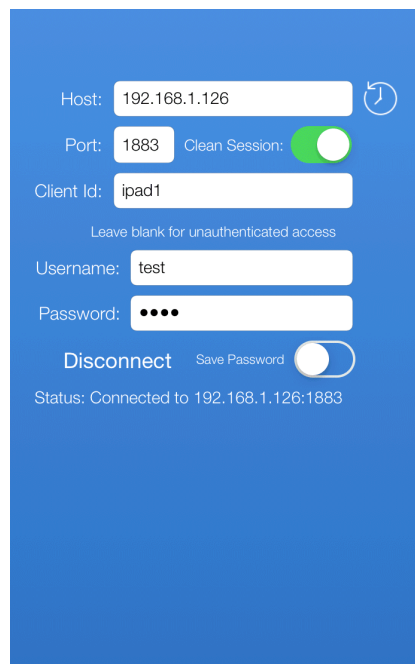 Host: 192.168.1.126
Port: 1883 Clean Session:
Client Id: ipad1
Leave blank for unauthenticated access
Username: test
Password: ••••
Disconnect Save Password
Status: Connected to 192.168.1.126:1883